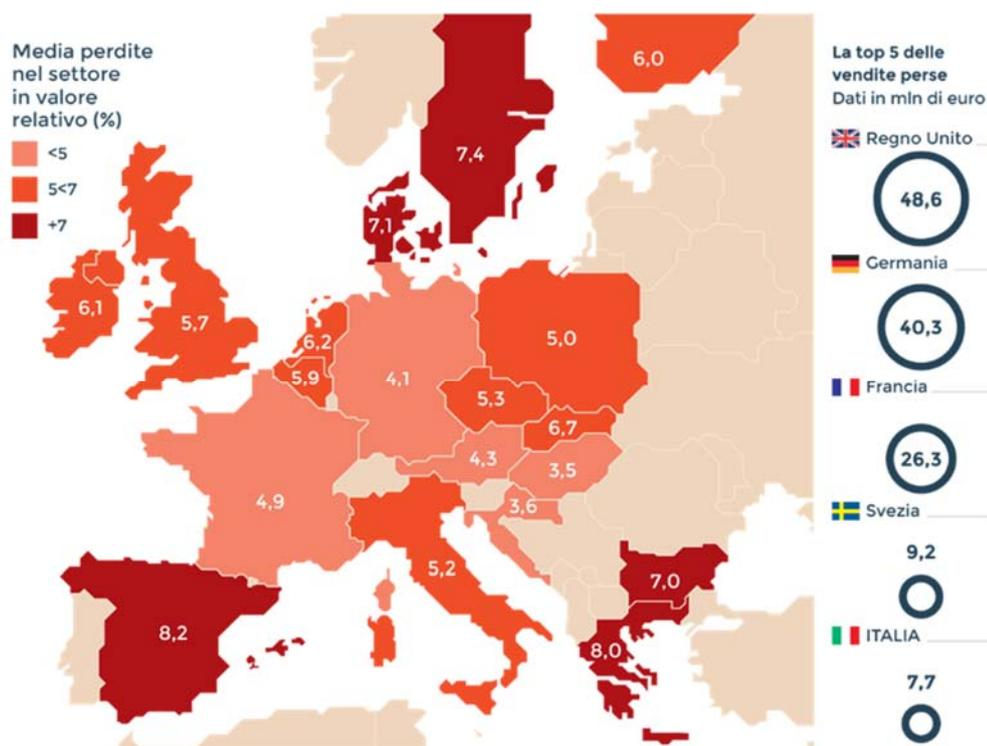 Media perdite
nel settore
in valore
relativo (%)
<5
5<7
+7
6,0
7,4
7,1
6,1
5,7
6,2
5,9
4,1
5,0
5,3
6,7
4,3
3,5
3,6
4,9
5,2
7,0
8,2
8,0
La top 5 delle
vendite perse
Dati in mln di euro
Regno Unito
48,6
Germania
40,3
Francia
26,3
Svezia
9,2
ITALIA
7,7